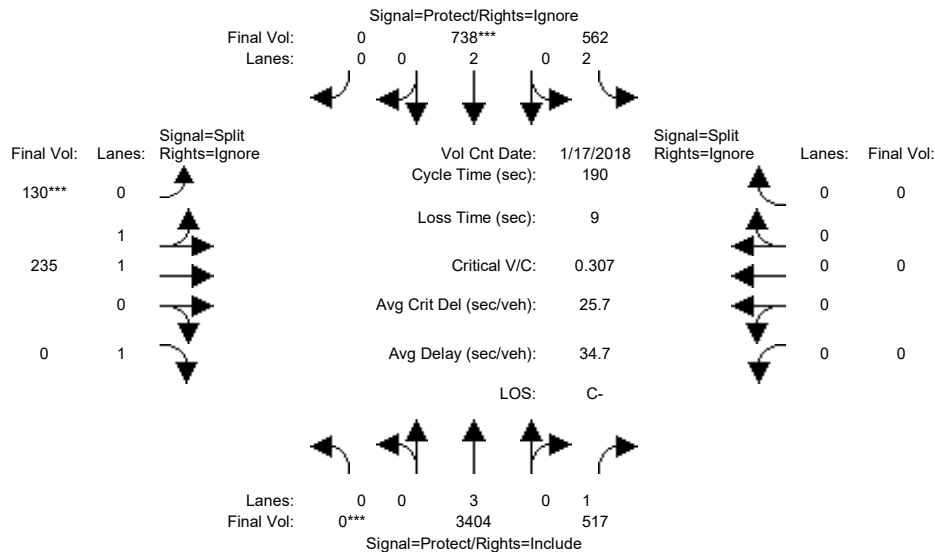 Signal=Protect/Rights=Ignore
Final Vol: 0 738*** 562
Lanes: 0 0 2 0 2
Signal=Split
Final Vol: Lanes: Rights=Ignore
Vol Cnt Date: 1/17/2018
Signal=Split
Rights=Ignore Lanes: Final Vol:
Cycle Time (sec): 190
130*** 0
0 0
Loss Time (sec): 9
1
0
235 1
Critical V/C: 0.307
0 0
0
Avg Crit Del (sec/veh): 25.7
0
0 1
Avg Delay (sec/veh): 34.7
0 0
LOS: C-
Lanes: 0 0 3 0 1
Final Vol: 0*** 3404 517
Signal=Protect/Rights=Include